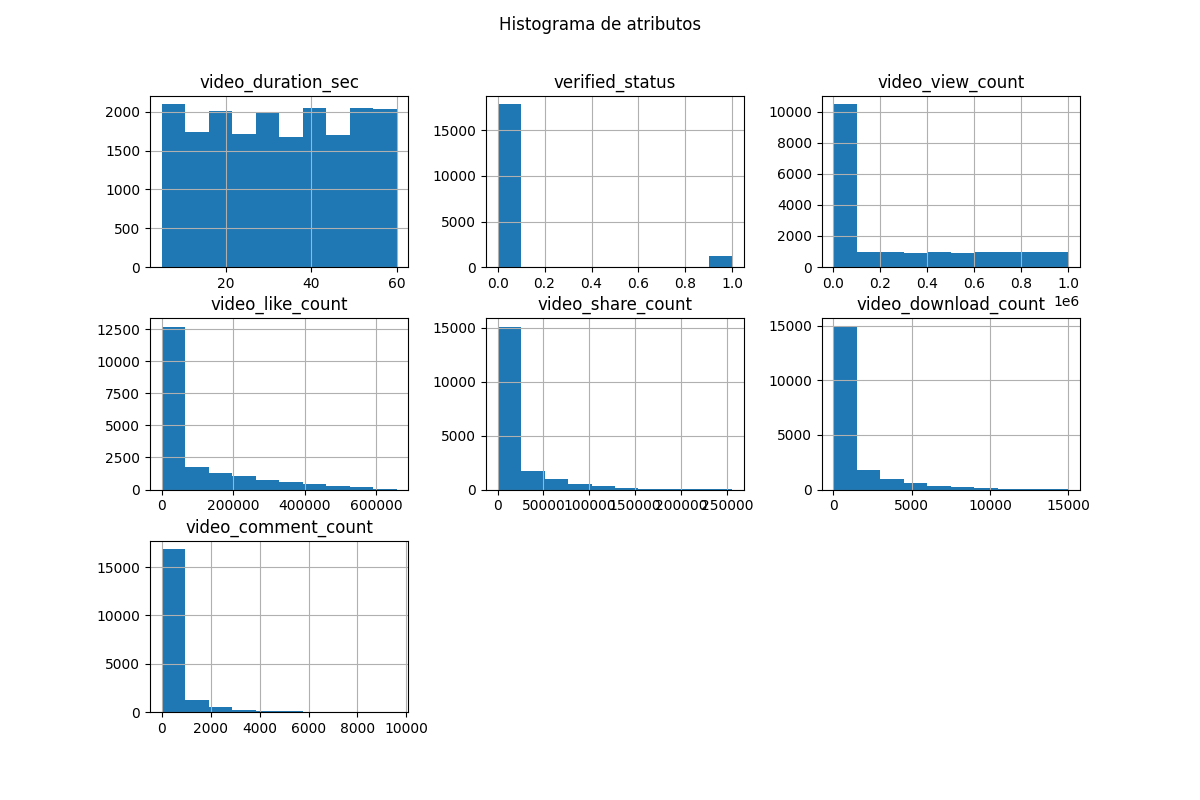 Histograma de atributos
video_duration_sec
verified_status
video_view_count
2000
1500
1000
500
0
20 40 60
15000
10000
5000
0
0.0 0.2 0.4 0.6 0.8 1.0
10000
8000
6000
4000
2000
0
0.0 0.2 0.4 0.6 0.8 1.0
1e6
video_like_count
video_share_count
video_download_count
12500
10000
7500
5000
2500
0
0 200000 400000 600000
15000
10000
5000
0
0 50000 100000 150000 200000 250000
15000
10000
5000
0
0 5000 10000 15000
video_comment_count
15000
10000
5000
0
0 2000 4000 6000 8000 10000